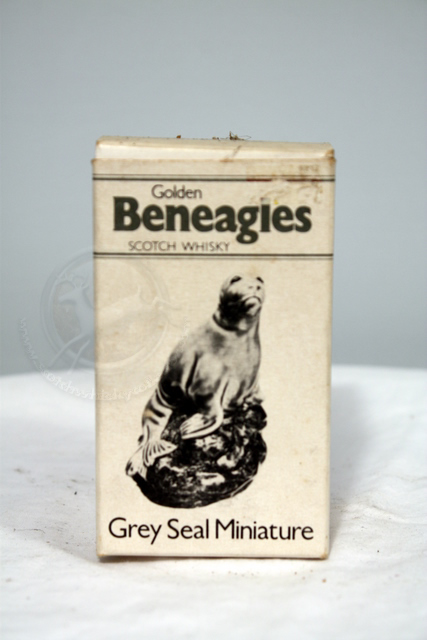 Golden
Beneagles
SCOTCH WHISKY
Grey Seal Miniature